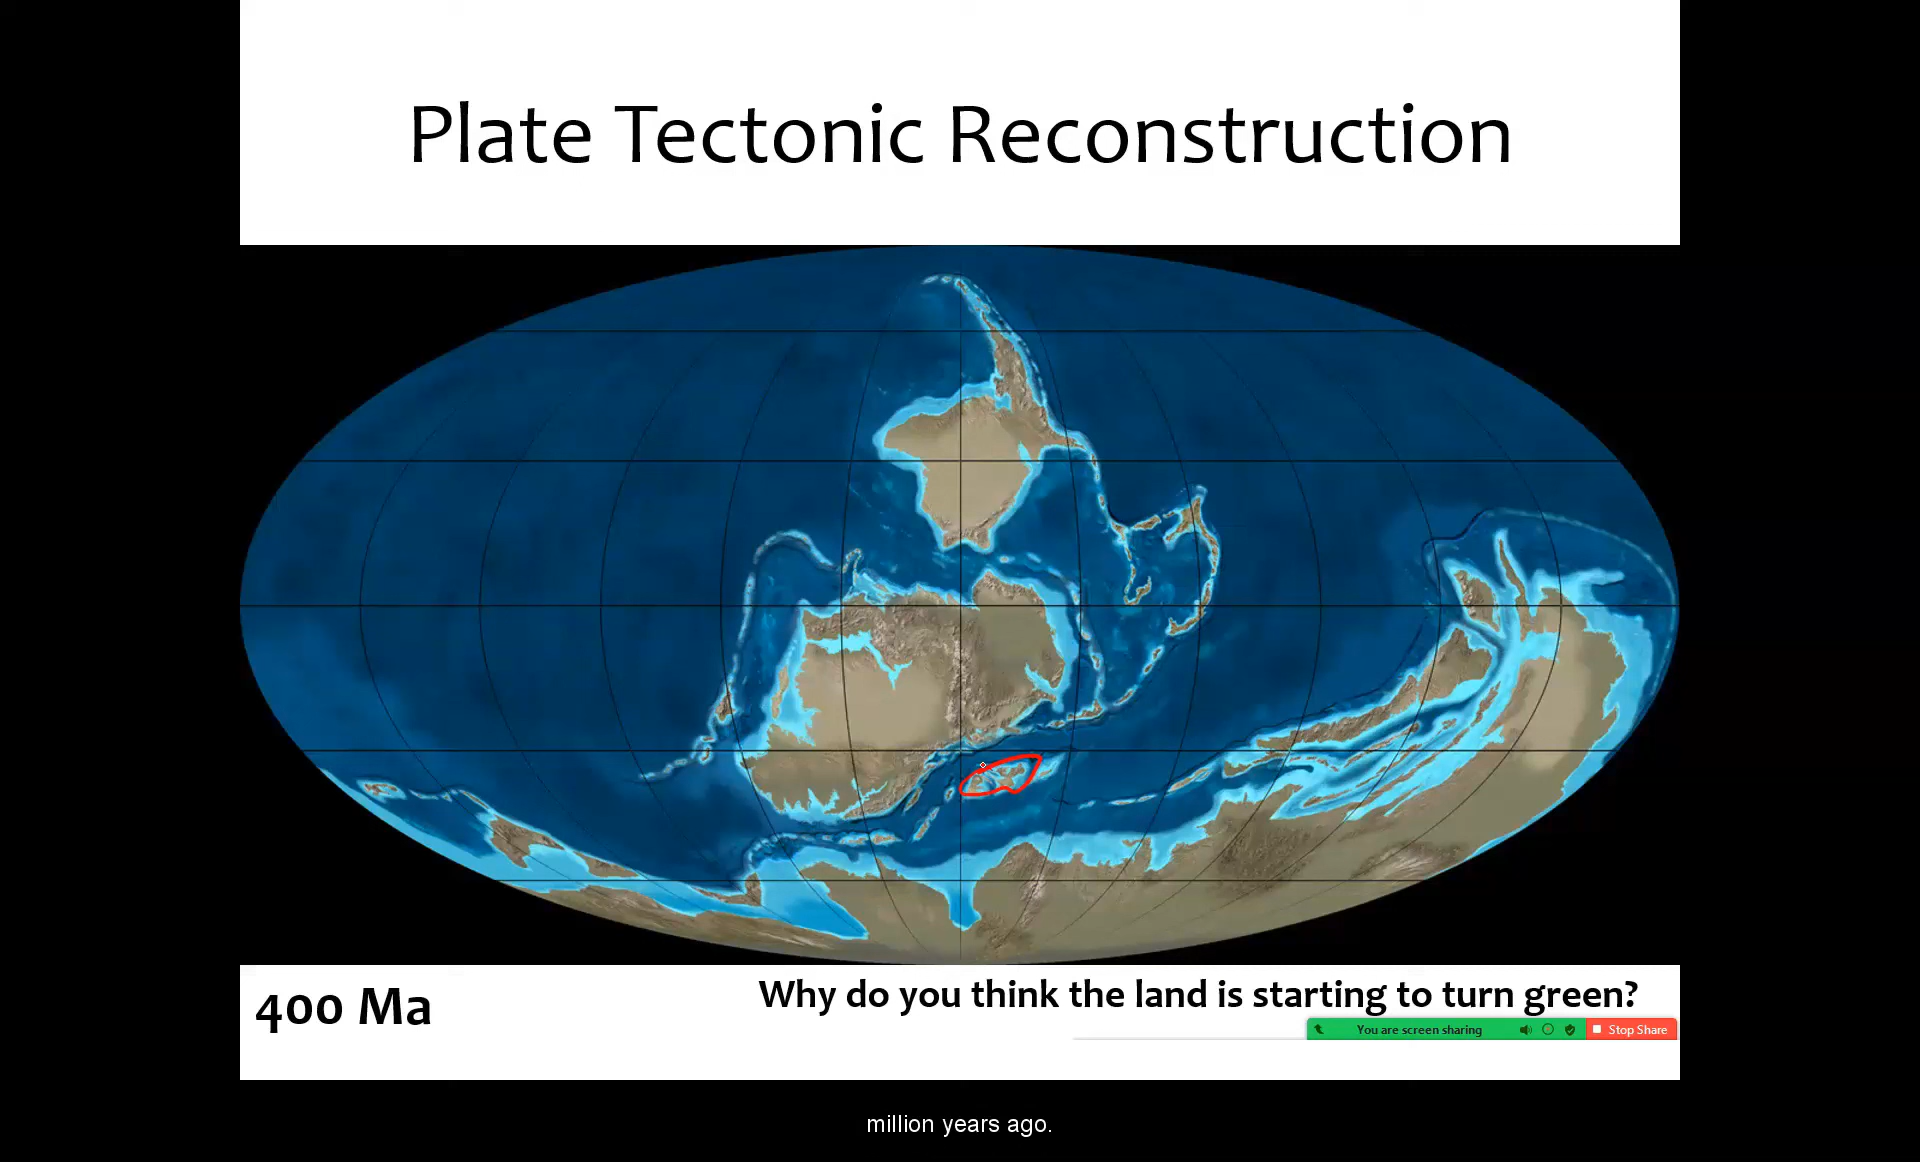 Plate Tectonic Reconstruction
400 Ma
Why do you think the land is starting to turn green?
You are screen sharing
Stop Share
million years ago.